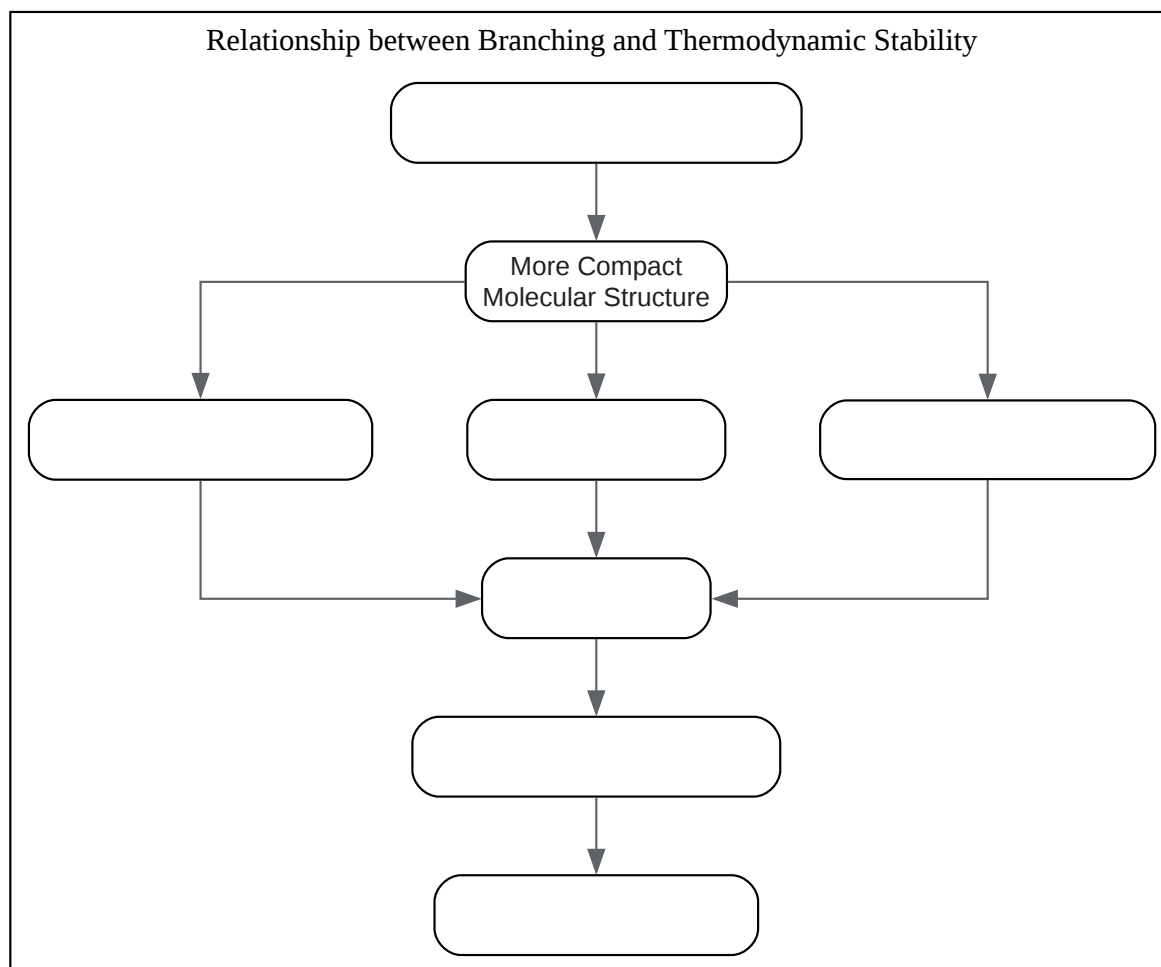 Relationship between Branching and Thermodynamic Stability
More Compact
Molecular Structure